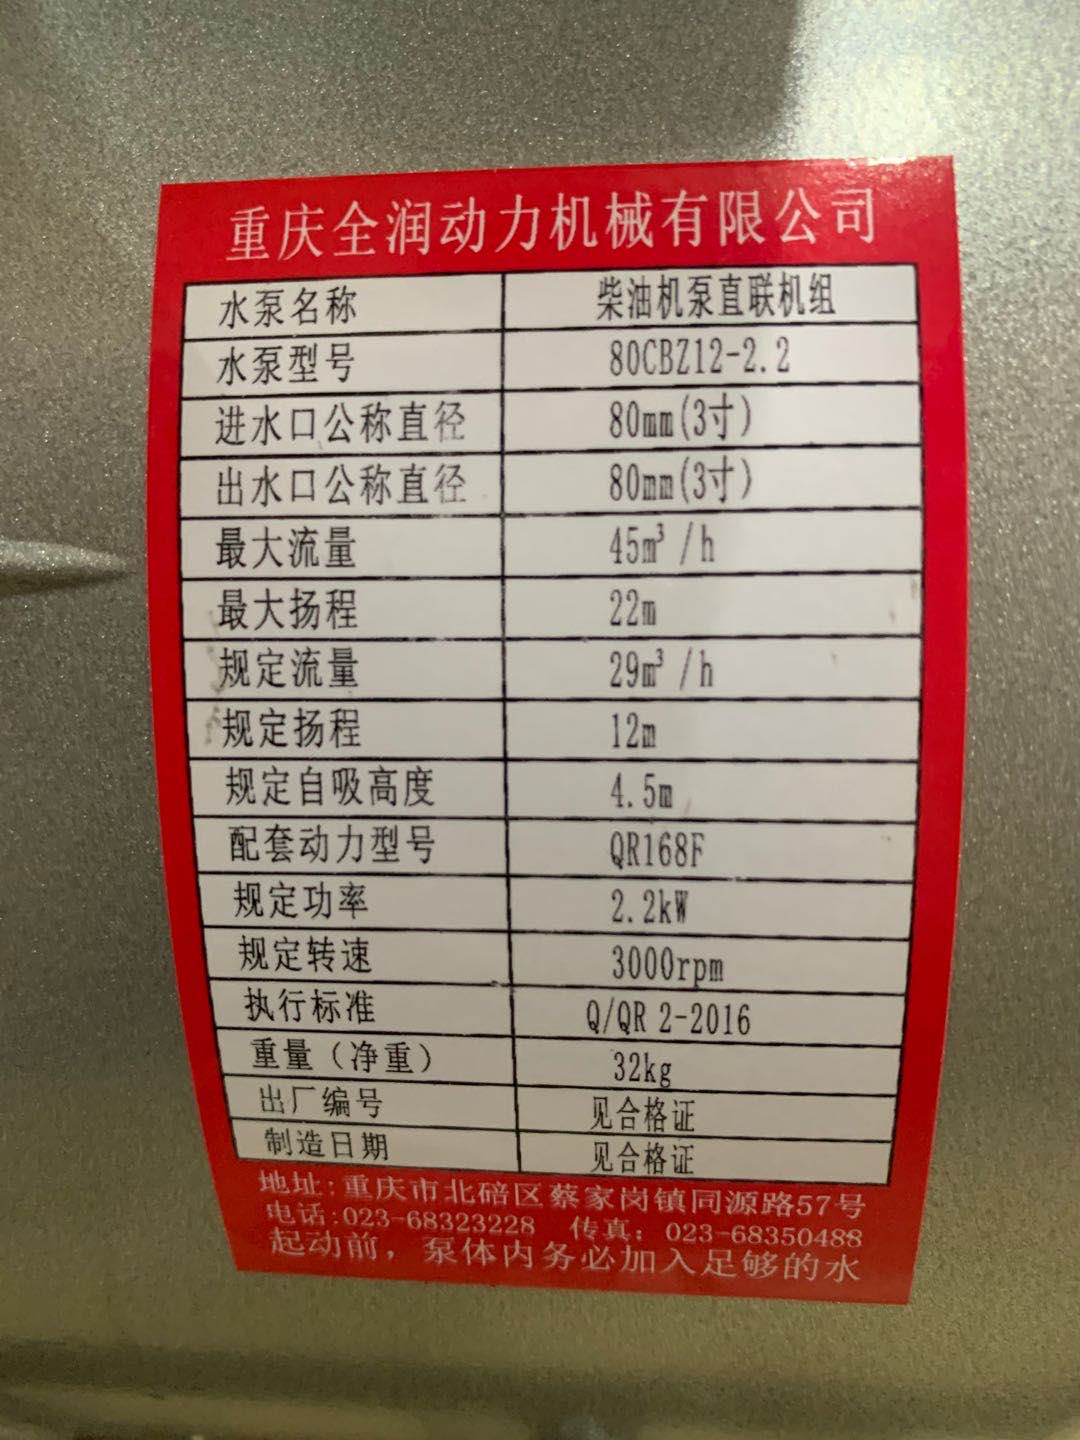 重庆全润动力机械有限公司
水泵名称 柴油机泵直联机组
水泵型号 80CBZ12-2.2
进水口公称直径 80mm(3寸)
出水口公称直径 80mm(3寸)
最大流量 45m³/h
最大扬程 22m
规定流量 29m³/h
规定扬程 12m
规定自吸高度 4.5m
配套动力型号 QR168F
规定功率 2.2kW
规定转速 3000rpm
执行标准 Q/QR 2-2016
重量（净重） 32kg
出厂编号 见合格证
制造日期 见合格证
地址:重庆市北碚区蔡家岗镇同源路57号
电话:023-68323228 传真：023-68350488
起动前，泵体内务必加入足够的水